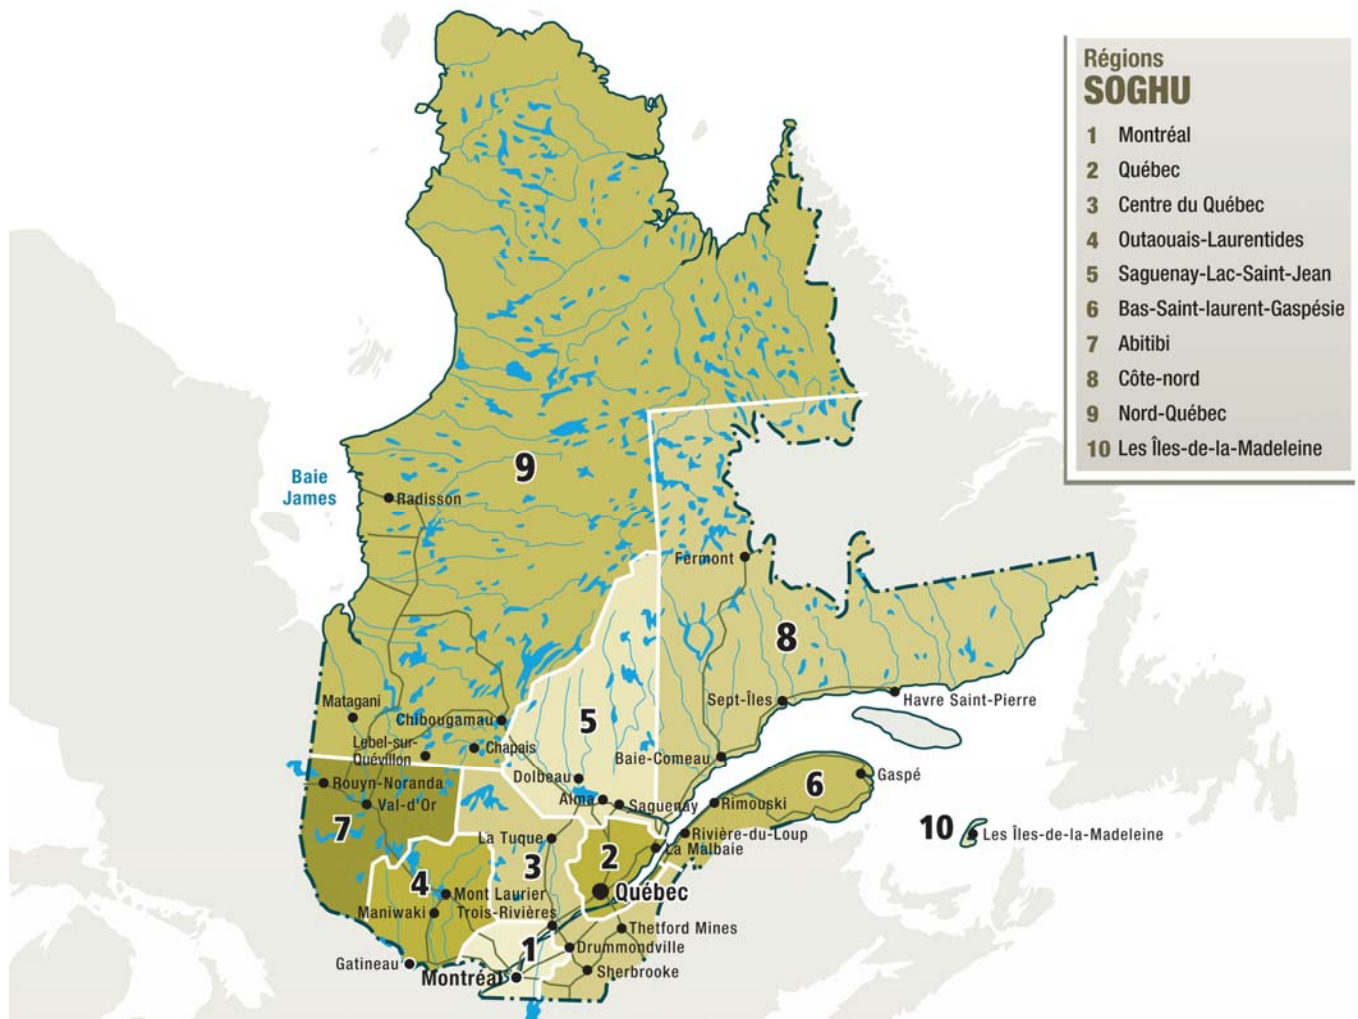 Régions
SOGHU
1 Montréal
2 Québec
3 Centre du Québec
4 Outaouais-Laurentides
5 Saguenay-Lac-Saint-Jean
6 Bas-Saint-laurent-Gaspésie
7 Abitibi
8 Côte-nord
9 Nord-Québec
10 Les Îles-de-la-Madeleine
9
Baie
James
Radisson
Fermont
8
Matagani
Chibougamau
5
Sept-Îles
Havre Saint-Pierre
Lebel-sur-
Quévillon
Chapais
Baie-Comeau
Dolbeau
6
Gaspé
Rouyn-Noranda
Val-d'Or
Alma
Saguenay
Rimouski
7
La Tuque
Rivière-du-Loup
10
Les Îles-de-la-Madeleine
La Malbaie
2
3
4
Mont Laurier
Québec
Maniwaki
Trois-Rivières
Thetford Mines
1
Drummondville
Gatineau
Montréal
Sherbrooke